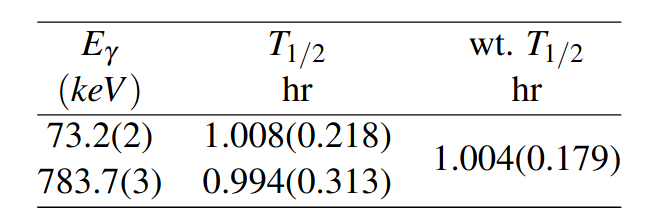 Eγ T1/2 wt. T1/2
(keV) hr hr
73.2(2) 1.008(0.218)
1.004(0.179)
783.7(3) 0.994(0.313)